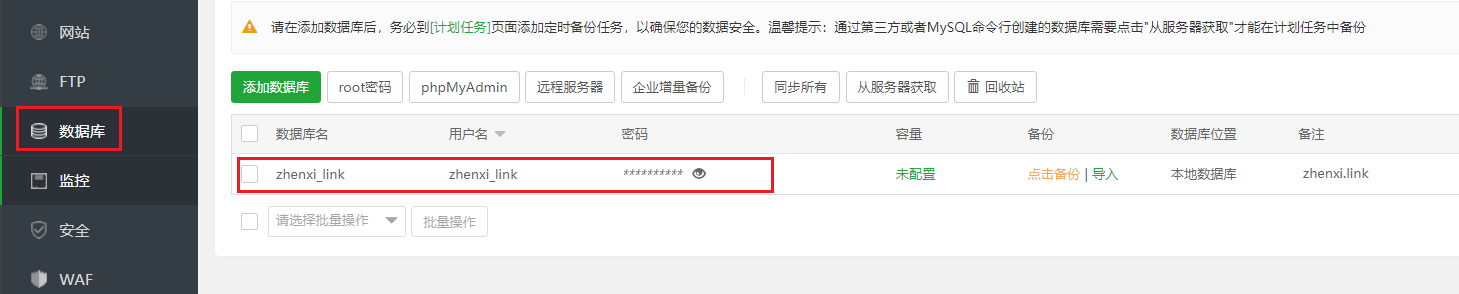 网站
FTP
数据库
监控
安全
WAF
请在添加数据库后，务必到[计划任务]页面添加定时备份任务，以确保您的数据安全。温馨提示：通过第三方或者MySQL命令行创建的数据库需要点击"从服务器获取"才能在计划任务中备份
添加数据库 root密码 phpMyAdmin 远程服务器 企业增量备份 同步所有 从服务器获取 回收站
数据库名 用户名 密码 容量 备份 数据库位置 备注
zhenxi_link zhenxi_link ********** 未配置 点击备份 | 导入 本地数据库 zhenxi.link
请选择批量操作 批量操作